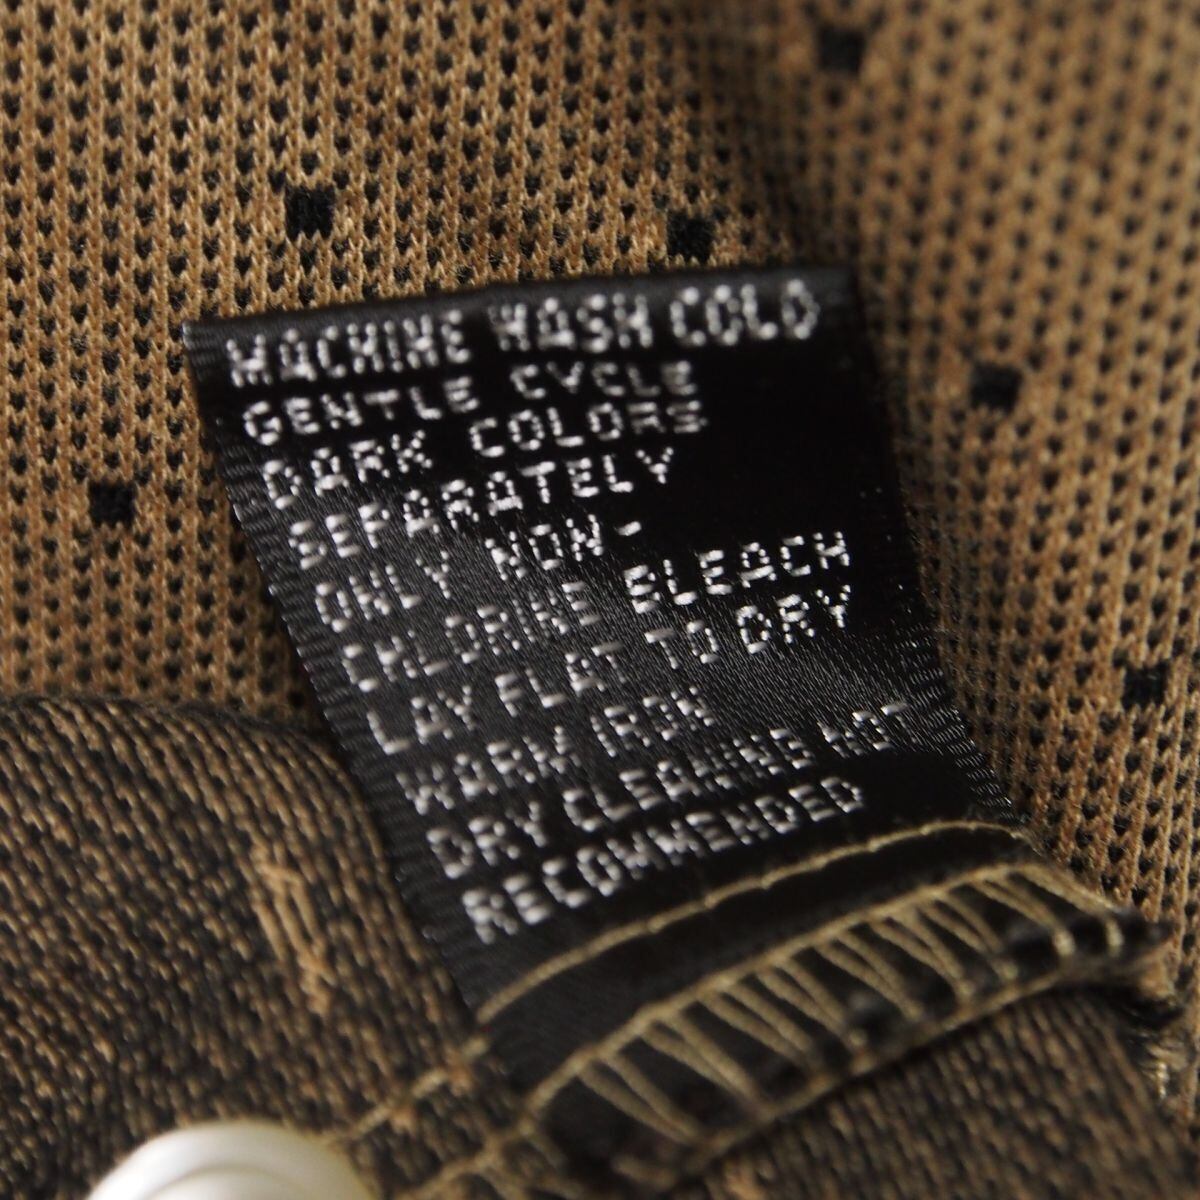 MACHINE WASH COLD
GENTLE CYCLE
DARK COLORS
SEPARATELY
ONLY NON-
CHLORINE BLEACH
LAY FLAT TO DRY
WARM IRON
DRY CLEANING NOT
RECOMMENDED